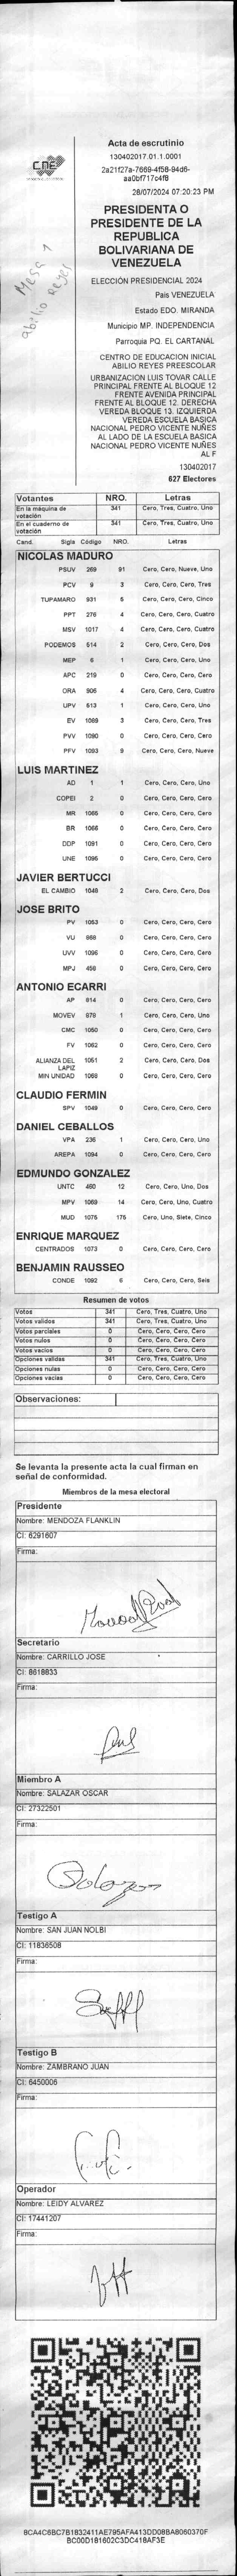 CNE
Acta de escrutinio
130402017.01.1.0001
2a21f27a-7669-4f58-94d6-
aa0bf717c4f8
28/07/2024 07:20:23 PM
Mesa 1
abilio Reyes
PRESIDENTA O
PRESIDENTE DE LA
REPUBLICA
BOLIVARIANA DE
VENEZUELA
ELECCIÓN PRESIDENCIAL 2024
Pais VENEZUELA
Estado EDO. MIRANDA
Municipio MP. INDEPENDENCIA
Parroquia PQ. EL CARTANAL
CENTRO DE EDUCACION INICIAL
ABILIO REYES PREESCOLAR
URBANIZACION LUIS TOVAR CALLE
PRINCIPAL FRENTE AL BLOQUE 12
FRENTE AVENIDA PRINCIPAL
FRENTE AL BLOQUE 12. DERECHA
VEREDA BLOQUE 13. IZQUIERDA
VEREDA ESCUELA BASICA
NACIONAL PEDRO VICENTE NUÑES
AL LADO DE LA ESCUELA BASICA
NACIONAL PEDRO VICENTE NUÑES
AL F
130402017
627 Electores
Votantes NRO. Letras
En la máquina de votación 341 Cero, Tres, Cuatro, Uno
En el cuaderno de votación 341 Cero, Tres, Cuatro, Uno
Cand. Sigla Código NRO. Letras
NICOLAS MADURO
PSUV 269 91 Cero, Cero, Nueve, Uno
PCV 9 3 Cero, Cero, Cero, Tres
TUPAMARO 931 5 Cero, Cero, Cero, Cinco
PPT 276 4 Cero, Cero, Cero, Cuatro
MSV 1017 4 Cero, Cero, Cero, Cuatro
PODEMOS 514 2 Cero, Cero, Cero, Dos
MEP 6 1 Cero, Cero, Cero, Uno
APC 219 0 Cero, Cero, Cero, Cero
ORA 906 4 Cero, Cero, Cero, Cuatro
UPV 513 1 Cero, Cero, Cero, Uno
EV 1089 3 Cero, Cero, Cero, Tres
PVV 1090 0 Cero, Cero, Cero, Cero
PFV 1093 9 Cero, Cero, Cero, Nueve
LUIS MARTINEZ
AD 1 1 Cero, Cero, Cero, Uno
COPEI 2 0 Cero, Cero, Cero, Cero
MR 1065 0 Cero, Cero, Cero, Cero
BR 1066 0 Cero, Cero, Cero, Cero
DDP 1091 0 Cero, Cero, Cero, Cero
UNE 1095 0 Cero, Cero, Cero, Cero
JAVIER BERTUCCI
EL CAMBIO 1048 2 Cero, Cero, Cero, Dos
JOSE BRITO
PV 1053 0 Cero, Cero, Cero, Cero
VU 868 0 Cero, Cero, Cero, Cero
UVV 1096 0 Cero, Cero, Cero, Cero
MPJ 458 0 Cero, Cero, Cero, Cero
ANTONIO ECARRI
AP 814 0 Cero, Cero, Cero, Cero
MOVEV 978 1 Cero, Cero, Cero, Uno
CMC 1050 0 Cero, Cero, Cero, Cero
FV 1062 0 Cero, Cero, Cero, Cero
ALIANZA DEL LAPIZ 1051 2 Cero, Cero, Cero, Dos
MIN UNIDAD 1068 0 Cero, Cero, Cero, Cero
CLAUDIO FERMIN
SPV 1049 0 Cero, Cero, Cero, Cero
DANIEL CEBALLOS
VPA 236 1 Cero, Cero, Cero, Uno
AREPA 1094 0 Cero, Cero, Cero, Cero
EDMUNDO GONZALEZ
UNTC 460 12 Cero, Cero, Uno, Dos
MPV 1069 14 Cero, Cero, Uno, Cuatro
MUD 1075 175 Cero, Uno, Siete, Cinco
ENRIQUE MARQUEZ
CENTRADOS 1073 0 Cero, Cero, Cero, Cero
BENJAMIN RAUSSEO
CONDE 1092 6 Cero, Cero, Cero, Seis
Resumen de votos
Votos 341 Cero, Tres, Cuatro, Uno
Votos validos 341 Cero, Tres, Cuatro, Uno
Votos parciales 0 Cero, Cero, Cero, Cero
Votos nulos 0 Cero, Cero, Cero, Cero
Votos vacios 0 Cero, Cero, Cero, Cero
Opciones validas 341 Cero, Tres, Cuatro, Uno
Opciones nulas 0 Cero, Cero, Cero, Cero
Opciones vacias 0 Cero, Cero, Cero, Cero
Observaciones:
Se levanta la presente acta la cual firman en
señal de conformidad.
Miembros de la mesa electoral
Presidente
Nombre: MENDOZA FLANKLIN
CI: 6291607
Firma:
Secretario
Nombre: CARRILLO JOSE
CI: 8618833
Firma:
Miembro A
Nombre: SALAZAR OSCAR
CI: 27322501
Firma:
Salazar
Testigo A
Nombre: SAN JUAN NOLBI
CI: 11836508
Firma:
Testigo B
Nombre: ZAMBRANO JUAN
CI: 6450006
Firma:
Operador
Nombre: LEIDY ALVAREZ
CI: 17441207
Firma:
8CA4C6BC7B1832411AE795AFA413DD08BA8060370F
BC00D181602C3DC418AF3E